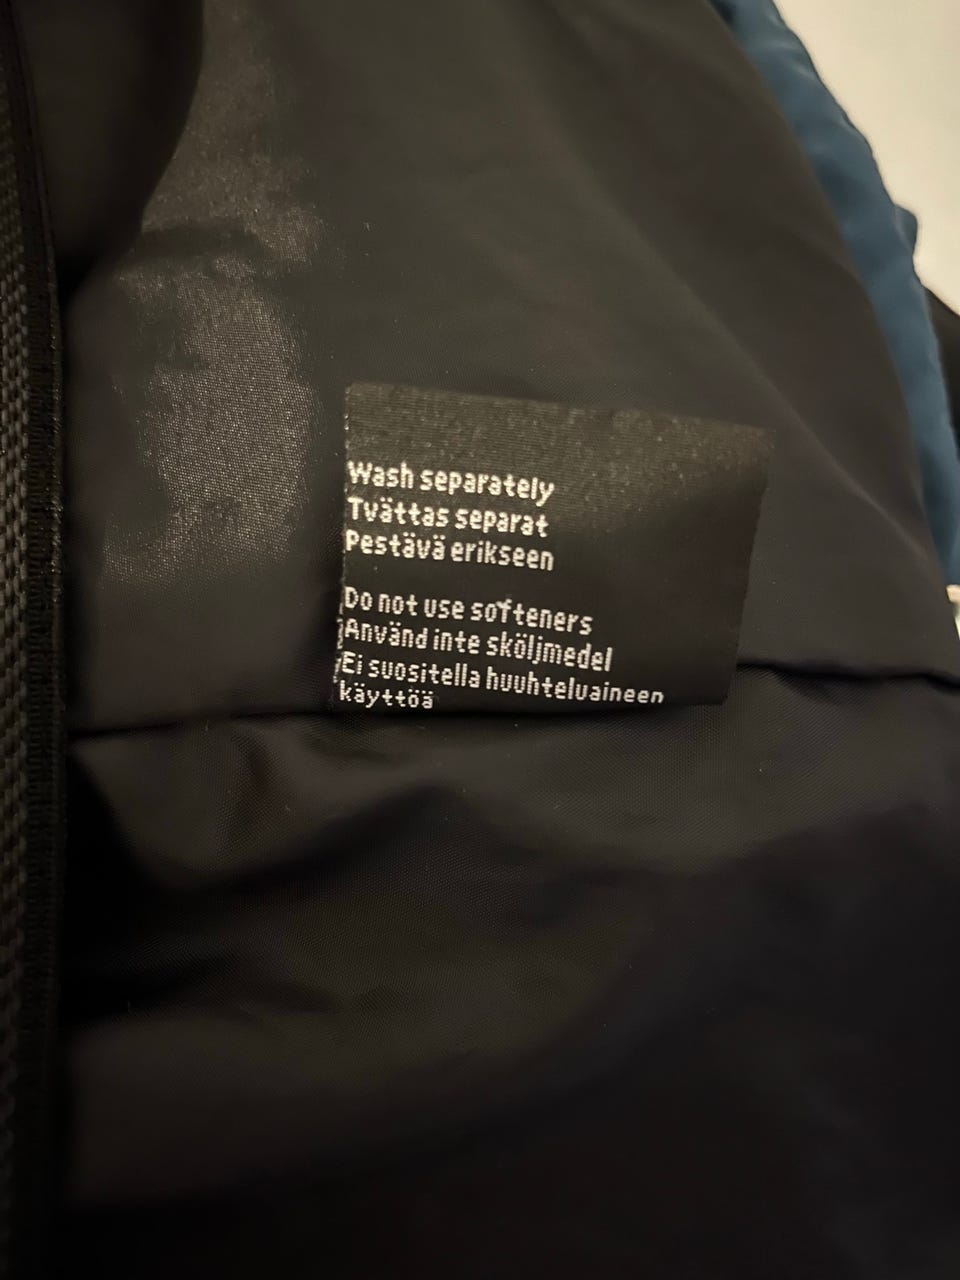 Wash separately
Tvättas separat
Pestävä erikseen
Do not use softeners
Använd inte sköljmedel
Ei suositella huuhteluaineen
käyttöä